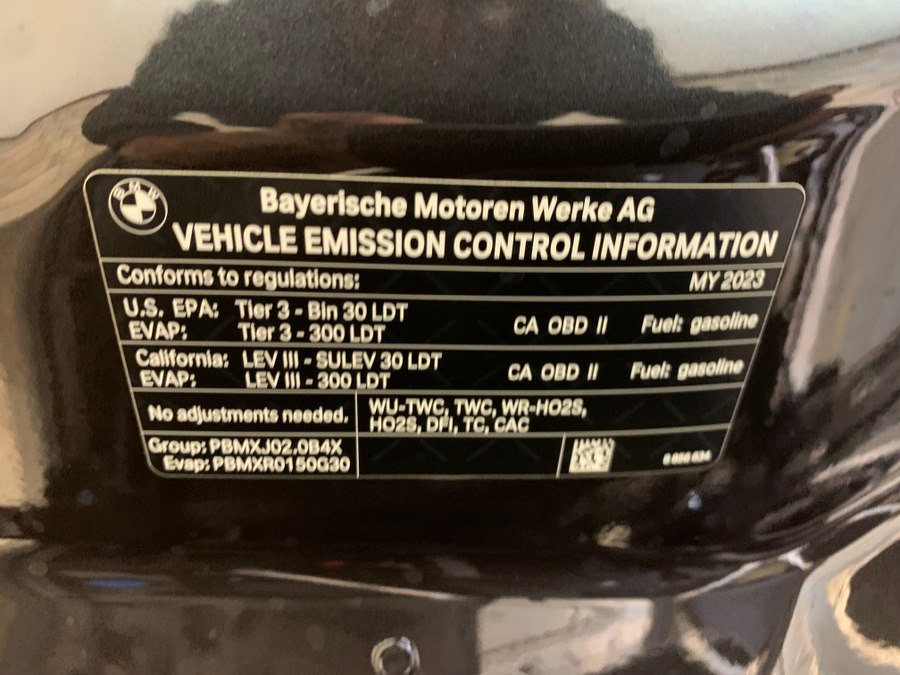 BMW
Bayerische Motoren Werke AG
VEHICLE EMISSION CONTROL INFORMATION
Conforms to regulations: MY 2023
U.S. EPA: Tier 3 - Bin 30 LDT
EVAP: Tier 3 - 300 LDT
CA OBD II Fuel: gasoline
California: LEV III - SULEV 30 LDT
EVAP: LEV III - 300 LDT
CA OBD II Fuel: gasoline
No adjustments needed.
WU-TWC, TWC, WR-HO2S,
HO2S, DFI, TC, CAC
Group: PBMXJ02.0B4X
Evap: PBMXR0150G30